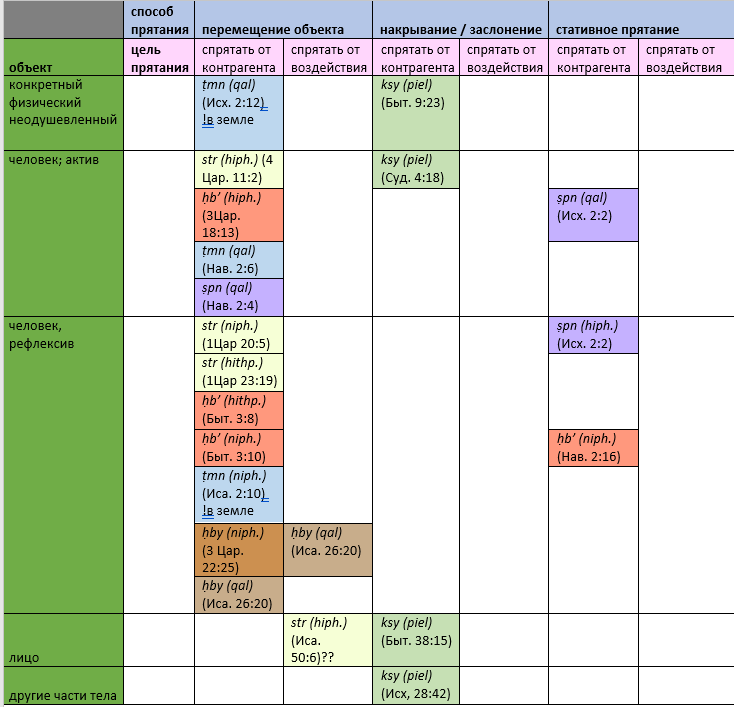 способ
прятания
перемещение объекта
накрывание / заслонение
стативное прятание
объект
цель
прятания
спрятать от
контрагента
спрятать от
воздействия
спрятать от
контрагента
спрятать от
воздействия
спрятать от
контрагента
спрятать от
воздействия
конкретный
физический
неодушевленный
ṭmn (qal)
(Исх. 2:12)
!в земле
ksy (piel)
(Быт. 9:23)
человек; актив
str (hiph.) (4
Цар. 11:2)
ksy (piel)
(Суд. 4:18)
ḥb’ (hiph.)
(3Цар.
18:13)
ṣpn (qal)
(Исх. 2:2)
ṭmn (qal)
(Нав. 2:6)
ṣpn (qal)
(Нав. 2:4)
человек,
рефлексив
str (niph.)
(1Цар 20:5)
ṣpn (hiph.)
(Исх. 2:2)
str (hithp.)
(1Цар 23:19)
ḥb’ (hithp.)
(Быт. 3:8)
ḥb’ (niph.)
(Быт. 3:10)
ḥb’ (niph.)
(Нав. 2:16)
ṭmn (niph.)
(Иса. 2:10)
!в земле
ḥby (niph.)
(3 Цар.
22:25)
ḥby (qal)
(Иса. 26:20)
ḥby (qal)
(Иса. 26:20)
лицо
str (hiph.)
(Иса.
50:6)??
ksy (piel)
(Быт. 38:15)
другие части тела
ksy (piel)
(Исх, 28:42)